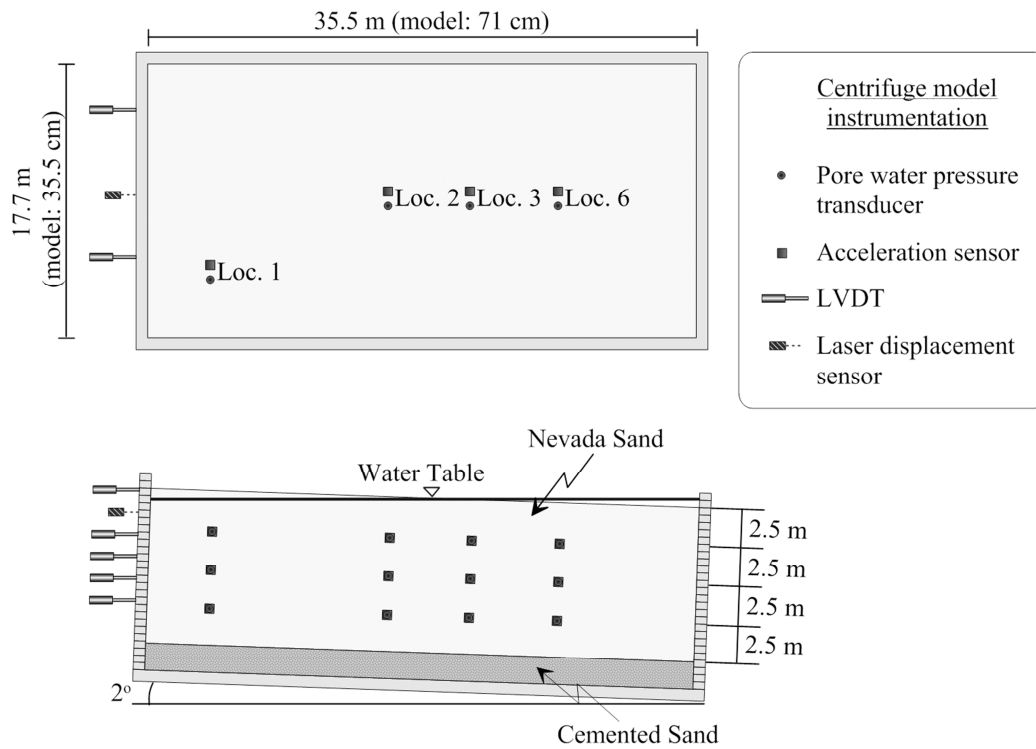 35.5 m (model: 71 cm)
17.7 m
(model: 35.5 cm)
Loc. 2
Loc. 3
Loc. 6
Loc. 1
Centrifuge model
instrumentation
Pore water pressure
transducer
Acceleration sensor
LVDT
Laser displacement
sensor
Nevada Sand
Water Table
2.5 m
2.5 m
2.5 m
2.5 m
2°
Cemented Sand